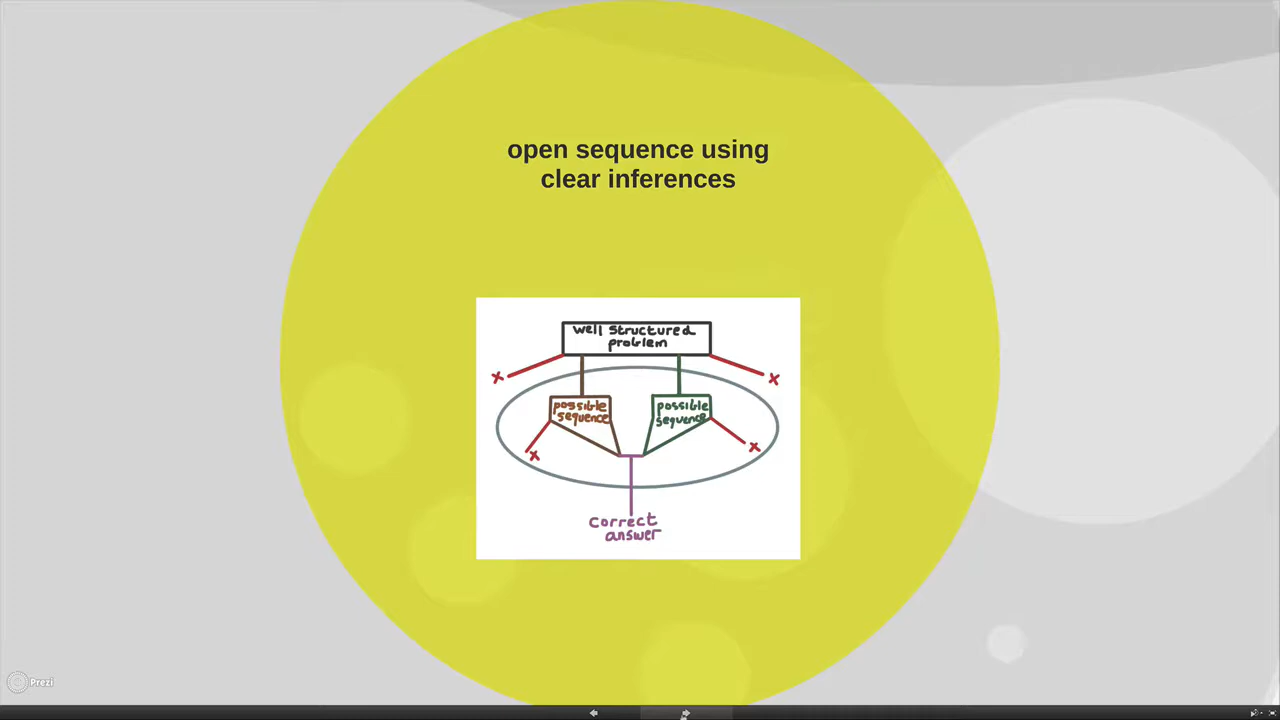 open sequence using
clear inferences
well structured
problem
possible
sequence
possible
sequence
correct
answer
Prezi